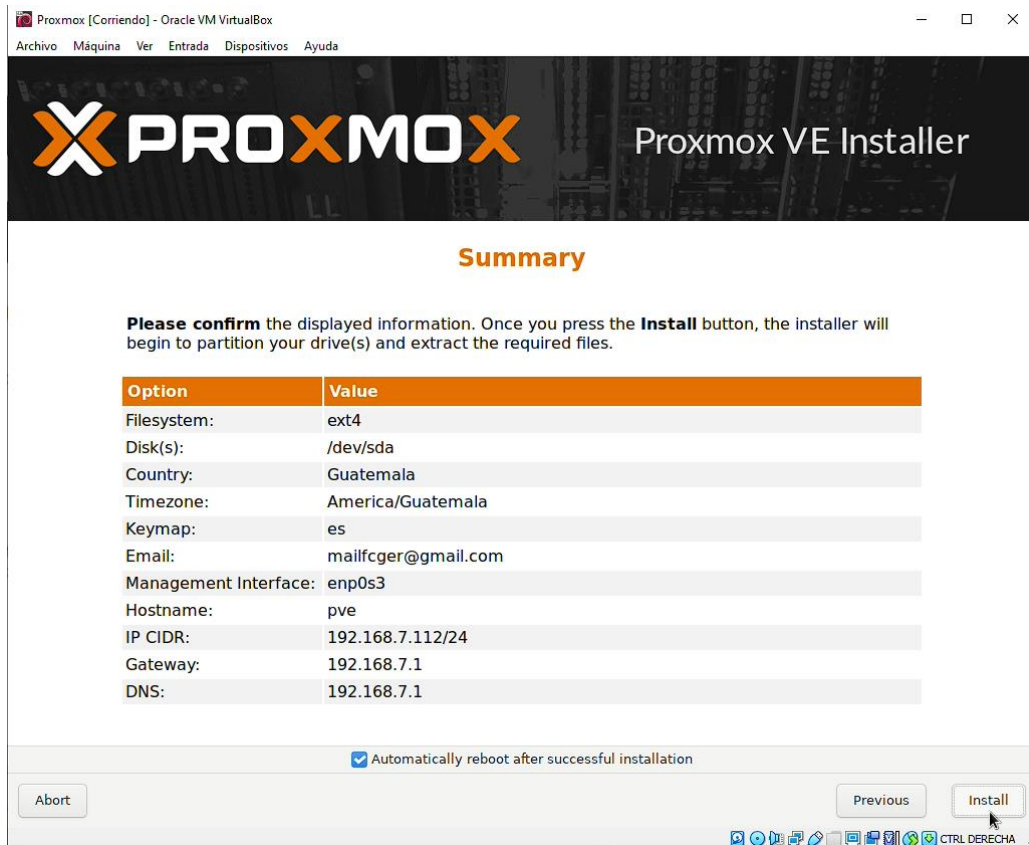 Proxmox [Corriendo] - Oracle VM VirtualBox
Archivo Máquina Ver Entrada Dispositivos Ayuda
PROXMOX Proxmox VE Installer
Summary
Please confirm the displayed information. Once you press the Install button, the installer will
begin to partition your drive(s) and extract the required files.
Option Value
Filesystem: ext4
Disk(s): /dev/sda
Country: Guatemala
Timezone: America/Guatemala
Keymap: es
Email: mailfcger@gmail.com
Management Interface: enp0s3
Hostname: pve
IP CIDR: 192.168.7.112/24
Gateway: 192.168.7.1
DNS: 192.168.7.1
Automatically reboot after successful installation
Abort Previous Install
CTRL DERECHA